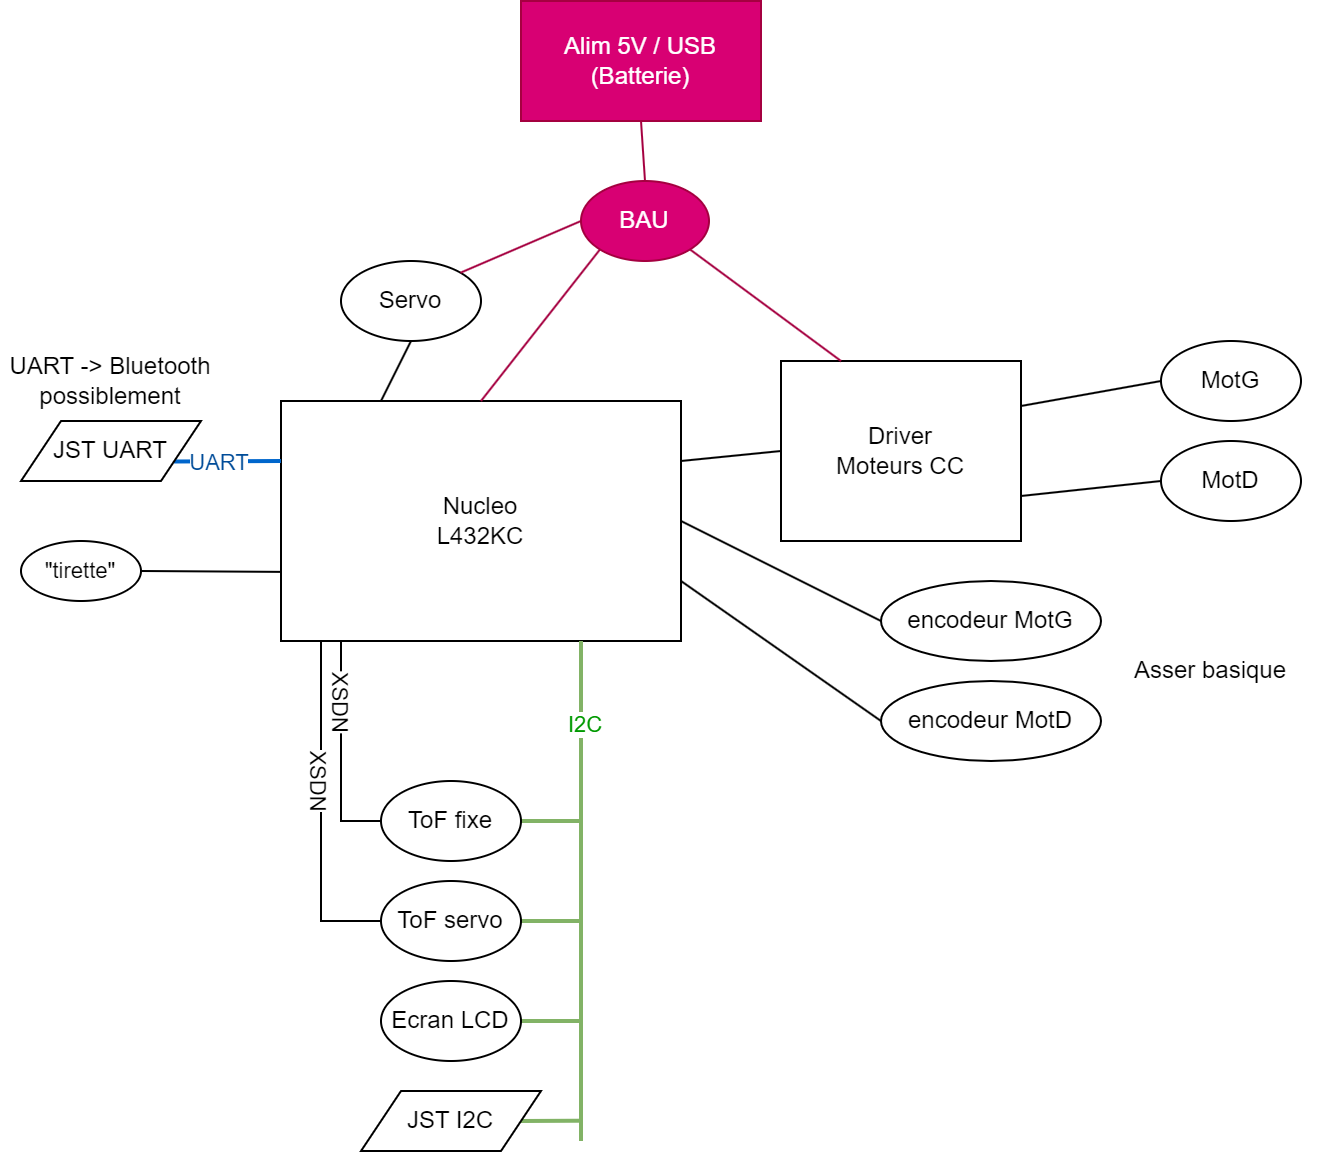 Alim 5V / USB
(Batterie)
BAU
Servo
UART -> Bluetooth
possiblement
JST UART
UART
"tirette"
Nucleo
L432KC
Driver
Moteurs CC
MotG
MotD
encodeur MotG
encodeur MotD
Asser basique
XSDN
XSDN
I2C
ToF fixe
ToF servo
Ecran LCD
JST I2C